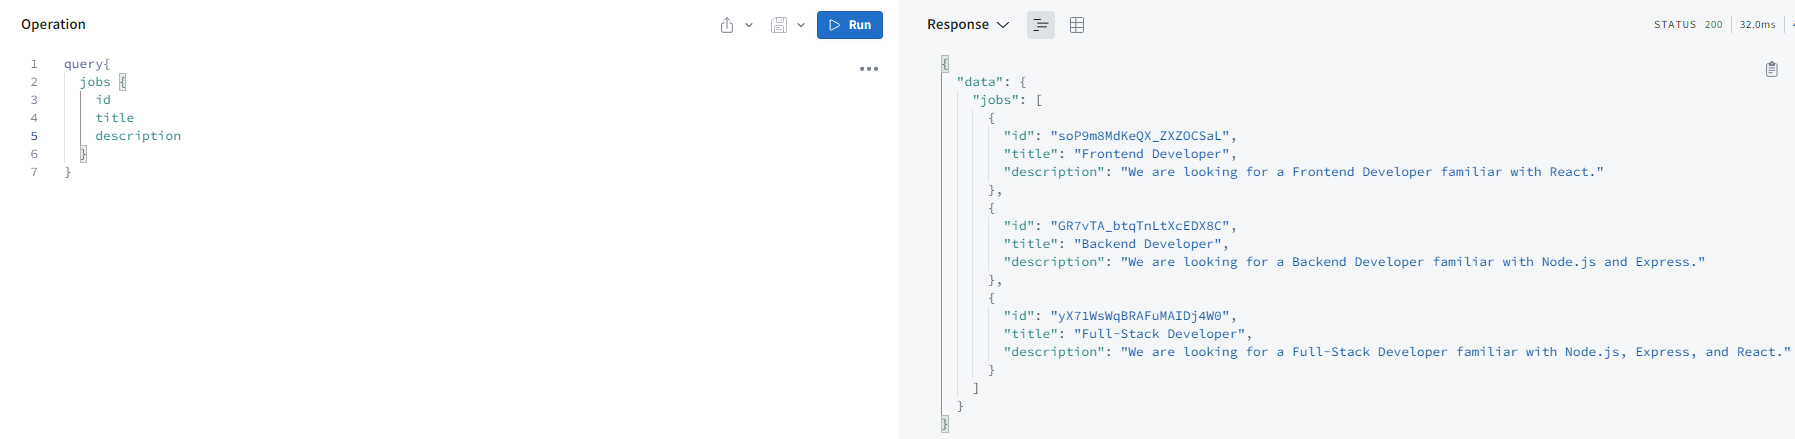 Operation
Run
1 query{
2 jobs {
3 id
4 title
5 description
6 }
7 }
Response
STATUS 200 32.0ms
{
"data": {
"jobs": [
{
"id": "soP9m8MdKeQX_ZXZOCSaL",
"title": "Frontend Developer",
"description": "We are looking for a Frontend Developer familiar with React."
},
{
"id": "GR7vTA_btqTnLtXcEDX8C",
"title": "Backend Developer",
"description": "We are looking for a Backend Developer familiar with Node.js and Express."
},
{
"id": "yX71WsWqBRAFuMAIDj4W0",
"title": "Full-Stack Developer",
"description": "We are looking for a Full-Stack Developer familiar with Node.js, Express, and React."
}
]
}
}